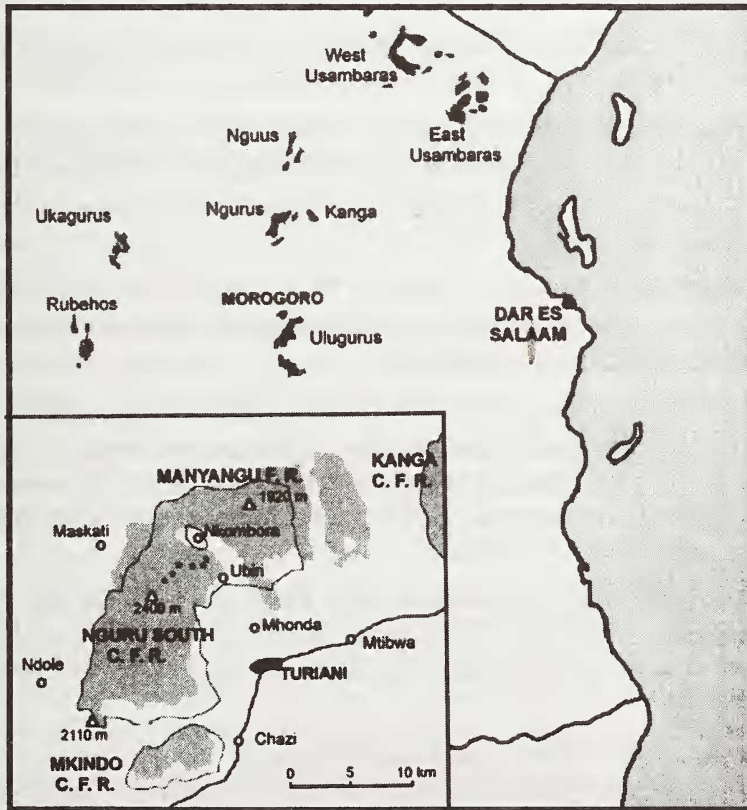 West
Usambaras
East
Usambaras
Nguus
Ngurus
Kanga
Ukagurus
Rubehos
MOROGORO
Ulugurus
DAR ES
SALAAM
MANYANGU F. R.
1920 m
KANGA
C. F. R.
Maskati
Nkombora
Ubiri
2400 m
NGURU SOUTH
C. F. R.
Mhonda
Mtibwa
Ndole
TURIANI
2110 m
Chazi
MKINDO
C. F. R.
0 5 10 km